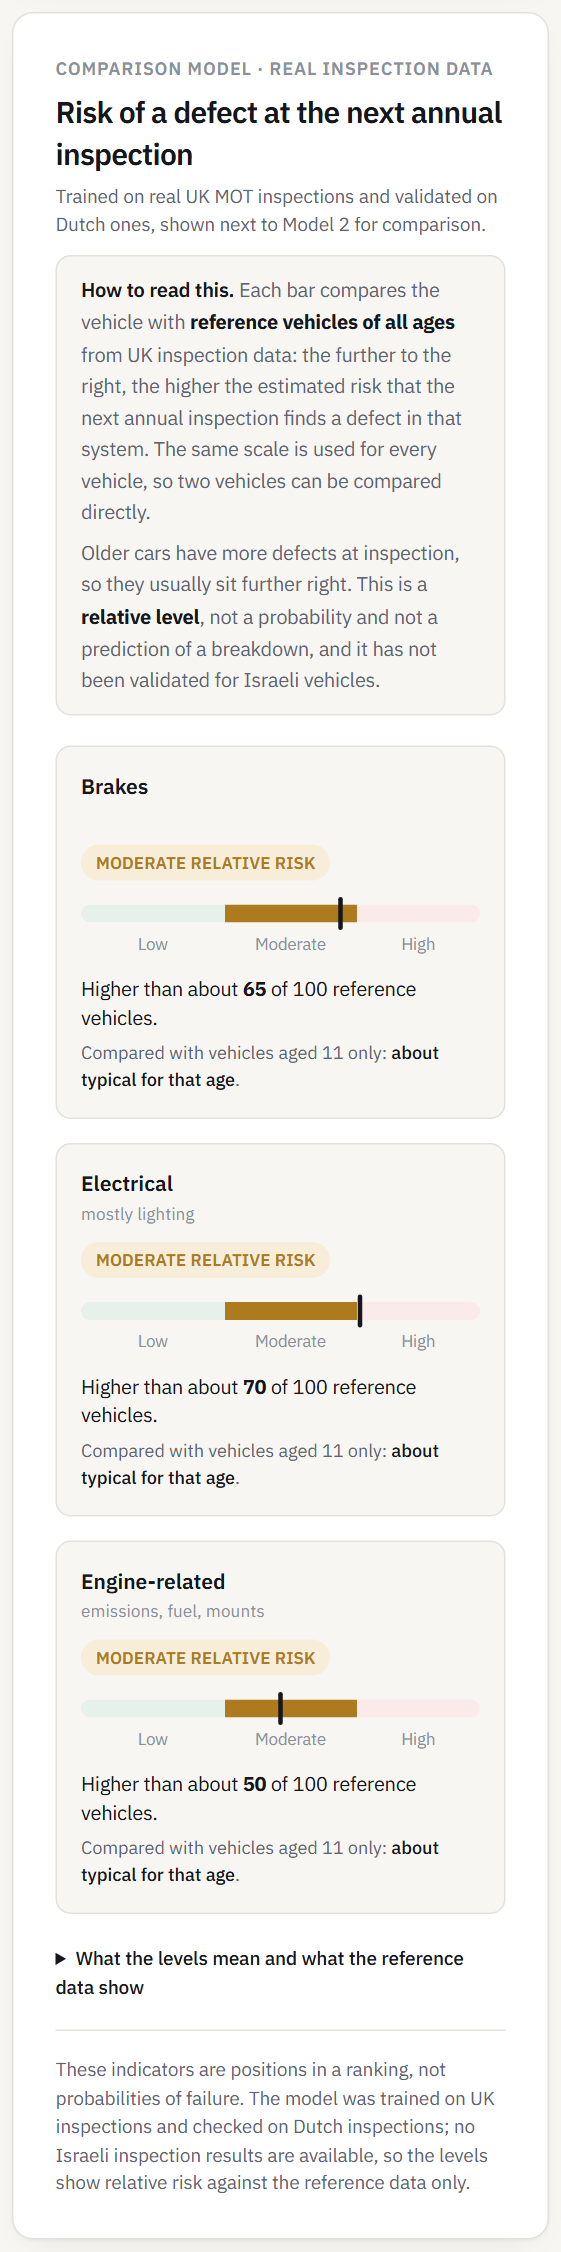 COMPARISON MODEL · REAL INSPECTION DATA
Risk of a defect at the next annual
inspection
Trained on real UK MOT inspections and validated on
Dutch ones, shown next to Model 2 for comparison.
How to read this. Each bar compares the
vehicle with reference vehicles of all ages
from UK inspection data: the further to the
right, the higher the estimated risk that the
next annual inspection finds a defect in that
system. The same scale is used for every
vehicle, so two vehicles can be compared
directly.
Older cars have more defects at inspection,
so they usually sit further right. This is a
relative level, not a probability and not a
prediction of a breakdown, and it has not
been validated for Israeli vehicles.
Brakes
MODERATE RELATIVE RISK
Low Moderate High
Higher than about 65 of 100 reference
vehicles.
Compared with vehicles aged 11 only: about
typical for that age.
Electrical
mostly lighting
MODERATE RELATIVE RISK
Low Moderate High
Higher than about 70 of 100 reference
vehicles.
Compared with vehicles aged 11 only: about
typical for that age.
Engine-related
emissions, fuel, mounts
MODERATE RELATIVE RISK
Low Moderate High
Higher than about 50 of 100 reference
vehicles.
Compared with vehicles aged 11 only: about
typical for that age.
▶ What the levels mean and what the reference
data show
These indicators are positions in a ranking, not
probabilities of failure. The model was trained on UK
inspections and checked on Dutch inspections; no
Israeli inspection results are available, so the levels
show relative risk against the reference data only.